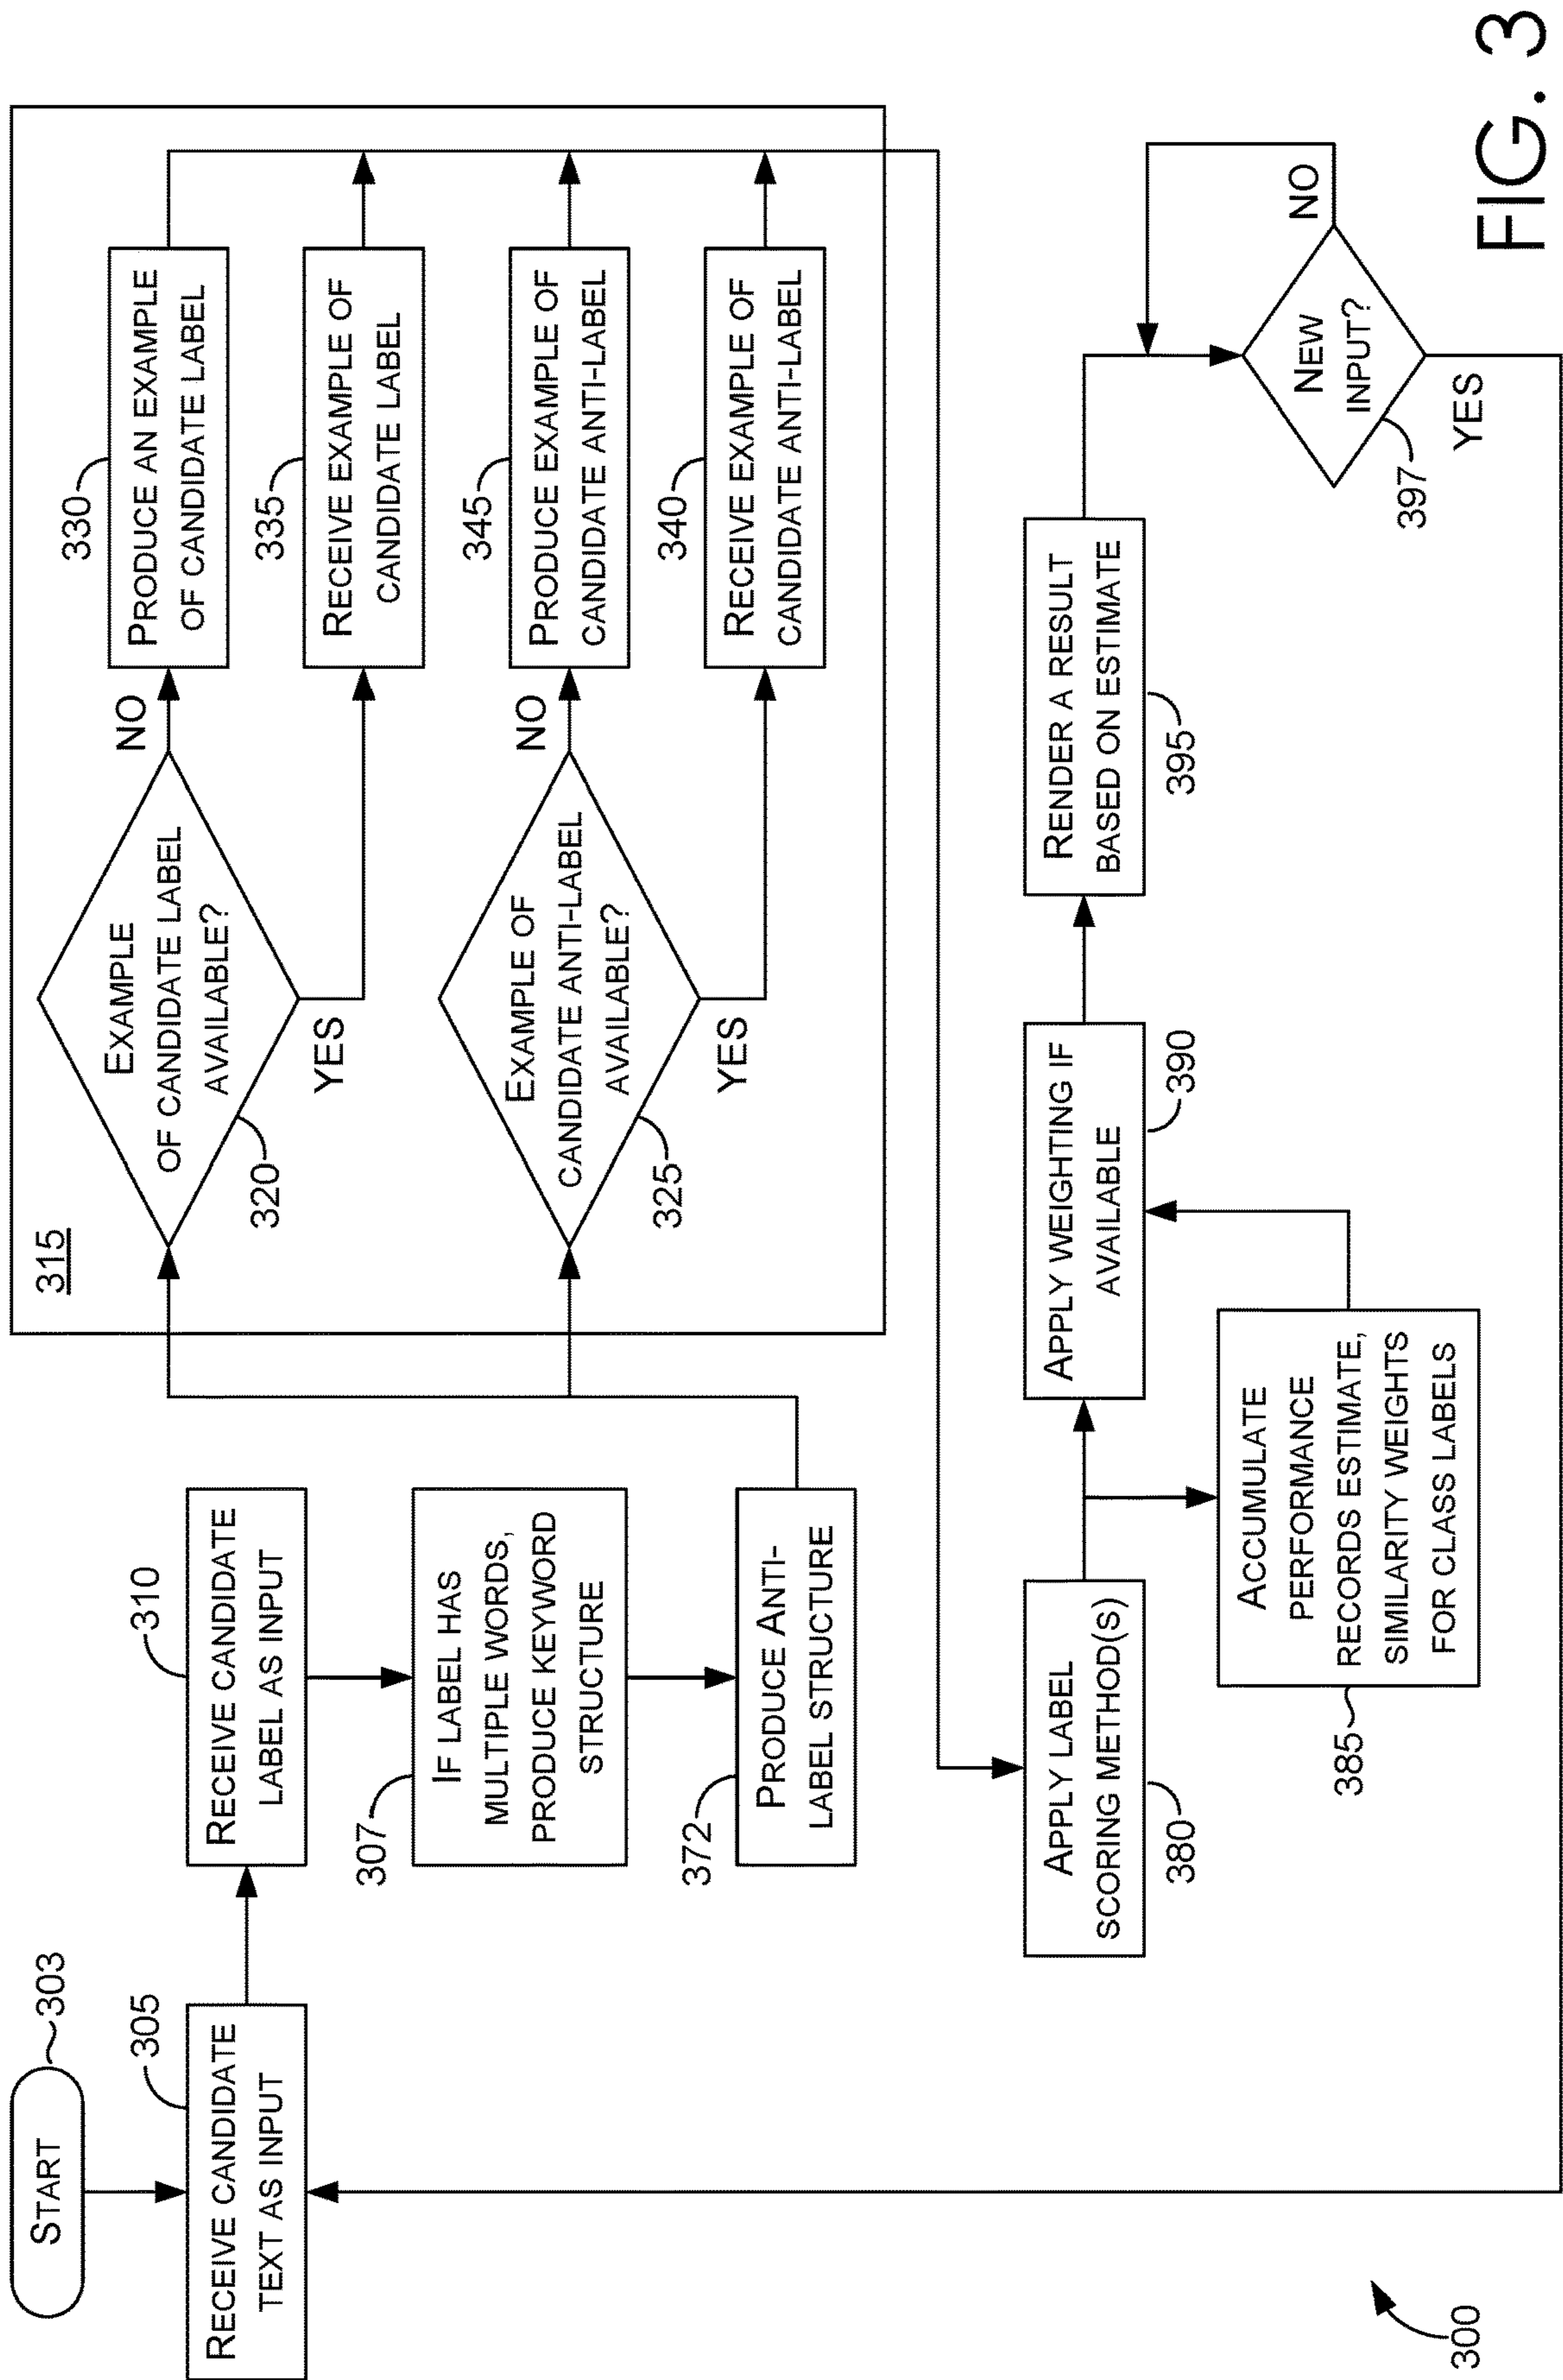 START
303
305
RECEIVE CANDIDATE
TEXT AS INPUT
310
RECEIVE CANDIDATE
LABEL AS INPUT
307
IF LABEL HAS
MULTIPLE WORDS,
PRODUCE KEYWORD
STRUCTURE
372
PRODUCE ANTI-
LABEL STRUCTURE
315
EXAMPLE
OF CANDIDATE LABEL
AVAILABLE?
320
NO
YES
330
PRODUCE AN EXAMPLE
OF CANDIDATE LABEL
335
RECEIVE EXAMPLE OF
CANDIDATE LABEL
EXAMPLE OF
CANDIDATE ANTI-LABEL
AVAILABLE?
325
NO
YES
345
PRODUCE EXAMPLE OF
CANDIDATE ANTI-LABEL
340
RECEIVE EXAMPLE OF
CANDIDATE ANTI-LABEL
APPLY LABEL
SCORING METHOD(S)
380
ACCUMULATE
PERFORMANCE
RECORDS ESTIMATE,
SIMILARITY WEIGHTS
FOR CLASS LABELS
385
APPLY WEIGHTING IF
AVAILABLE
390
RENDER A RESULT
BASED ON ESTIMATE
395
NEW
INPUT?
397
NO
YES
300
FIG. 3